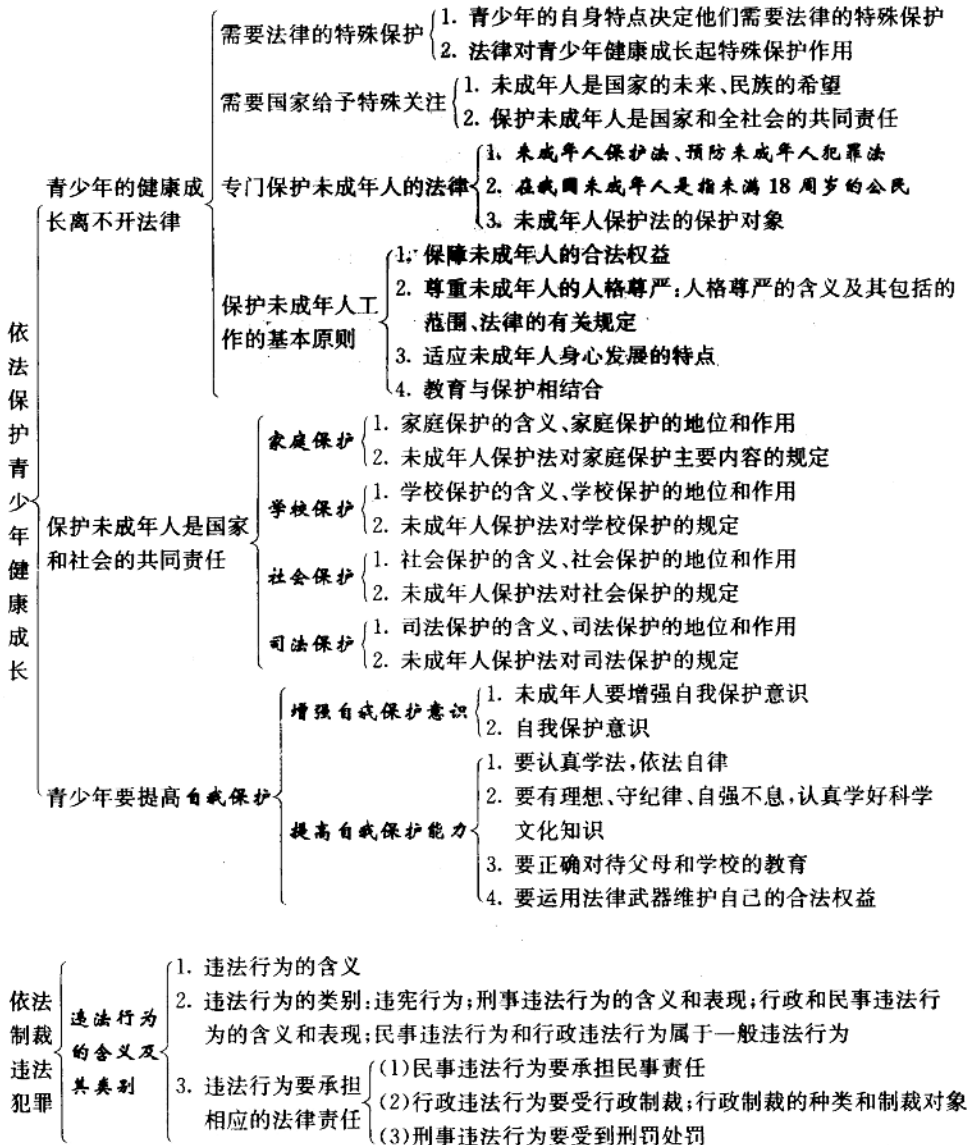 依法保护青少年健康成长
青少年的健康成
长离不开法律
需要法律的特殊保护
1. 青少年的自身特点决定他们需要法律的特殊保护
2. 法律对青少年健康成长起特殊保护作用
需要国家给予特殊关注
1. 未成年人是国家的未来、民族的希望
2. 保护未成年人是国家和全社会的共同责任
专门保护未成年人的法律
1. 未成年人保护法、预防未成年人犯罪法
2. 在我国未成年人是指未满 18 周岁的公民
3. 未成年人保护法的保护对象
保护未成年人工
作的基本原则
1. 保障未成年人的合法权益
2. 尊重未成年人的人格尊严:人格尊严的含义及其包括的
范围、法律的有关规定
3. 适应未成年人身心发展的特点
4. 教育与保护相结合
保护未成年人是国家
和社会的共同责任
家庭保护
1. 家庭保护的含义、家庭保护的地位和作用
2. 未成年人保护法对家庭保护主要内容的规定
学校保护
1. 学校保护的含义、学校保护的地位和作用
2. 未成年人保护法对学校保护的规定
社会保护
1. 社会保护的含义、社会保护的地位和作用
2. 未成年人保护法对社会保护的规定
司法保护
1. 司法保护的含义、司法保护的地位和作用
2. 未成年人保护法对司法保护的规定
青少年要提高自我保护
增强自我保护意识
1. 未成年人要增强自我保护意识
2. 自我保护意识
提高自我保护能力
1. 要认真学法,依法自律
2. 要有理想、守纪律、自强不息,认真学好科学
文化知识
3. 要正确对待父母和学校的教育
4. 要运用法律武器维护自己的合法权益
依法
制裁
违法
犯罪
违法行为
的含义及
其类别
1. 违法行为的含义
2. 违法行为的类别:违宪行为;刑事违法行为的含义和表现;行政和民事违法行
为的含义和表现;民事违法行为和行政违法行为属于一般违法行为
3. 违法行为要承担
相应的法律责任
(1)民事违法行为要承担民事责任
(2)行政违法行为要受行政制裁;行政制裁的种类和制裁对象
(3)刑事违法行为要受到刑罚处罚